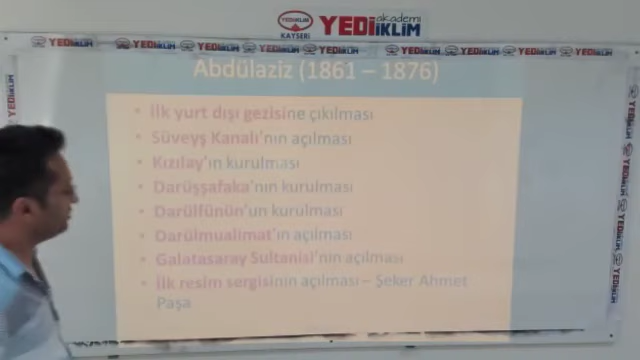 YEDİİKLİM
KAYSERİ
YEDİİKLİM
akademi
Abdülaziz (1861 – 1876)
• İlk yurt dışı gezisine çıkılması
• Süveyş Kanalı'nın açılması
• Kızılay'ın kurulması
• Darüşşafaka'nın kurulması
• Darülfünün'un kurulması
• Darülmualimat'ın açılması
• Galatasaray Sultanisi'nin açılması
• İlk resim sergisinin açılması – Şeker Ahmet
Paşa